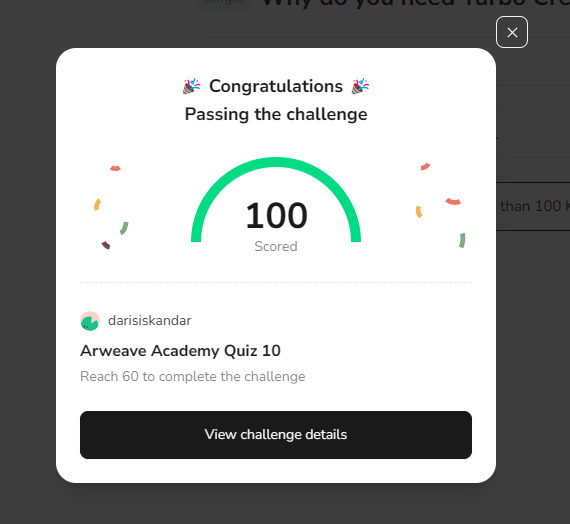 Why do you need Turbo Cre
Congratulations
Passing the challenge
100
Scored
than 100 K
darisiskandar
Arweave Academy Quiz 10
Reach 60 to complete the challenge
View challenge details